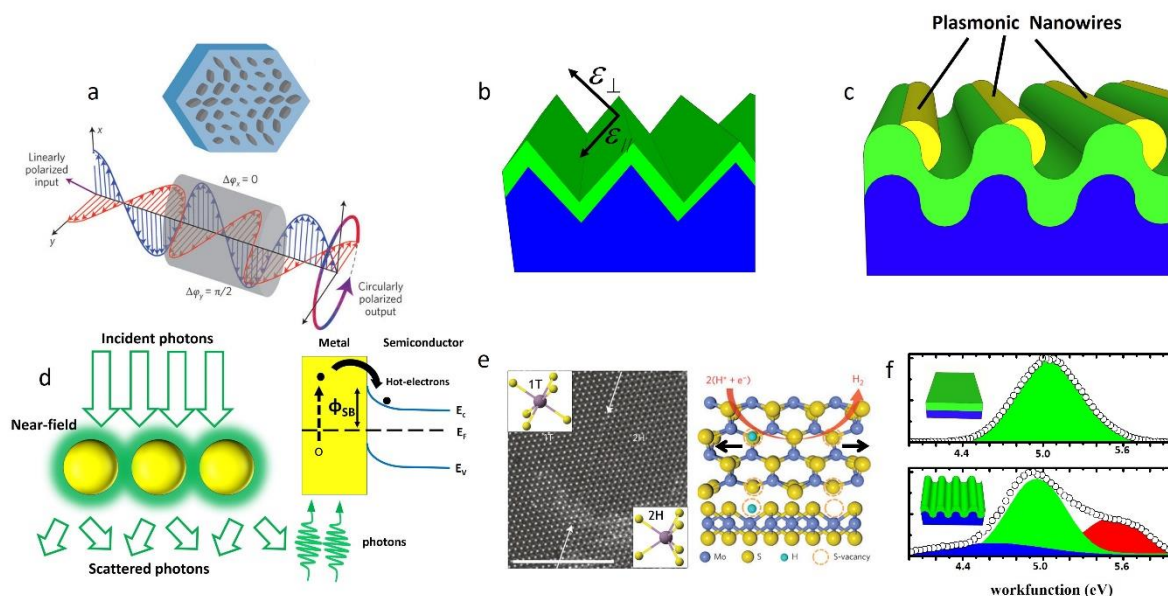 a
x
Linearly
polarized
input
Δφx = 0
y
Δφy = π/2
Circularly
polarized
output
b
ε⊥
ε//
Plasmonic Nanowires
c
d
Incident photons
Near-field
Scattered photons
Metal
Semiconductor
Hot-electrons
ΦSB
Ec
EF
EV
photons
e
1T
1T
2H
2H
2(H⁺ + e⁻)
H₂
Mo
S
H
S-vacancy
f
4.4
5.0
5.6
4.4
5.0
5.6
workfunction (eV)